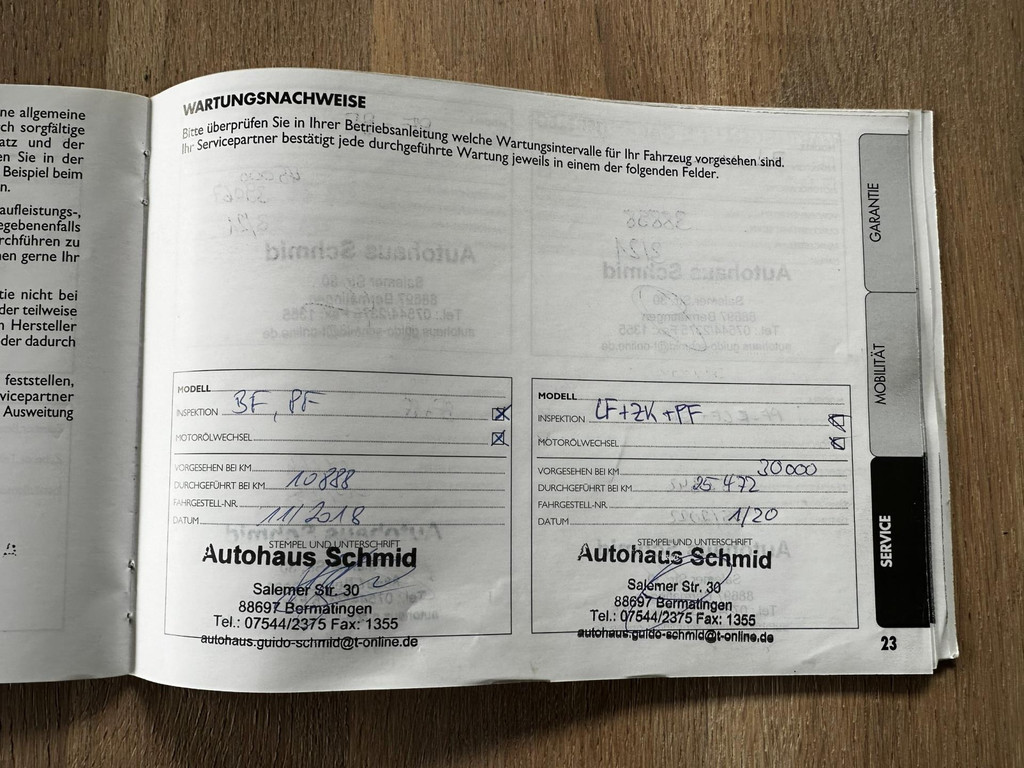 ne allgemeine
ch sorgfältige
atz und der
en Sie in der
Beispiel beim
n.
aufleistungs-,
egebenenfalls
rchführen zu
nen gerne Ihr
tie nicht bei
der teilweise
n Hersteller
der dadurch
feststellen,
vicepartner
Ausweitung
WARTUNGSNACHWEISE
Bitte überprüfen Sie in Ihrer Betriebsanleitung welche Wartungsintervalle für Ihr Fahrzeug vorgesehen sind.
Ihr Servicepartner bestätigt jede durchgeführte Wartung jeweils in einem der folgenden Felder.
MODELL
INSPEKTION BF, PF
MOTORÖLWECHSEL
VORGESEHEN BEI KM
DURCHGEFÜHRT BEI KM 10888
FAHRGESTELL-NR.
DATUM 11/2018
STEMPEL UND UNTERSCHRIFT
Autohaus Schmid
Salemer Str. 30
88697 Bermatingen
Tel.: 07544/2375 Fax: 1355
autohaus.guido-schmid@t-online.de
MODELL
INSPEKTION LF+ZK+PF
MOTORÖLWECHSEL
VORGESEHEN BEI KM 30000
DURCHGEFÜHRT BEI KM 25.472
FAHRGESTELL-NR.
DATUM 1/20
STEMPEL UND UNTERSCHRIFT
Autohaus Schmid
Salemer Str. 30
88697 Bermatingen
Tel.: 07544/2375 Fax: 1355
autohaus.guido-schmid@t-online.de
GARANTIE
MOBILITÄT
SERVICE
23